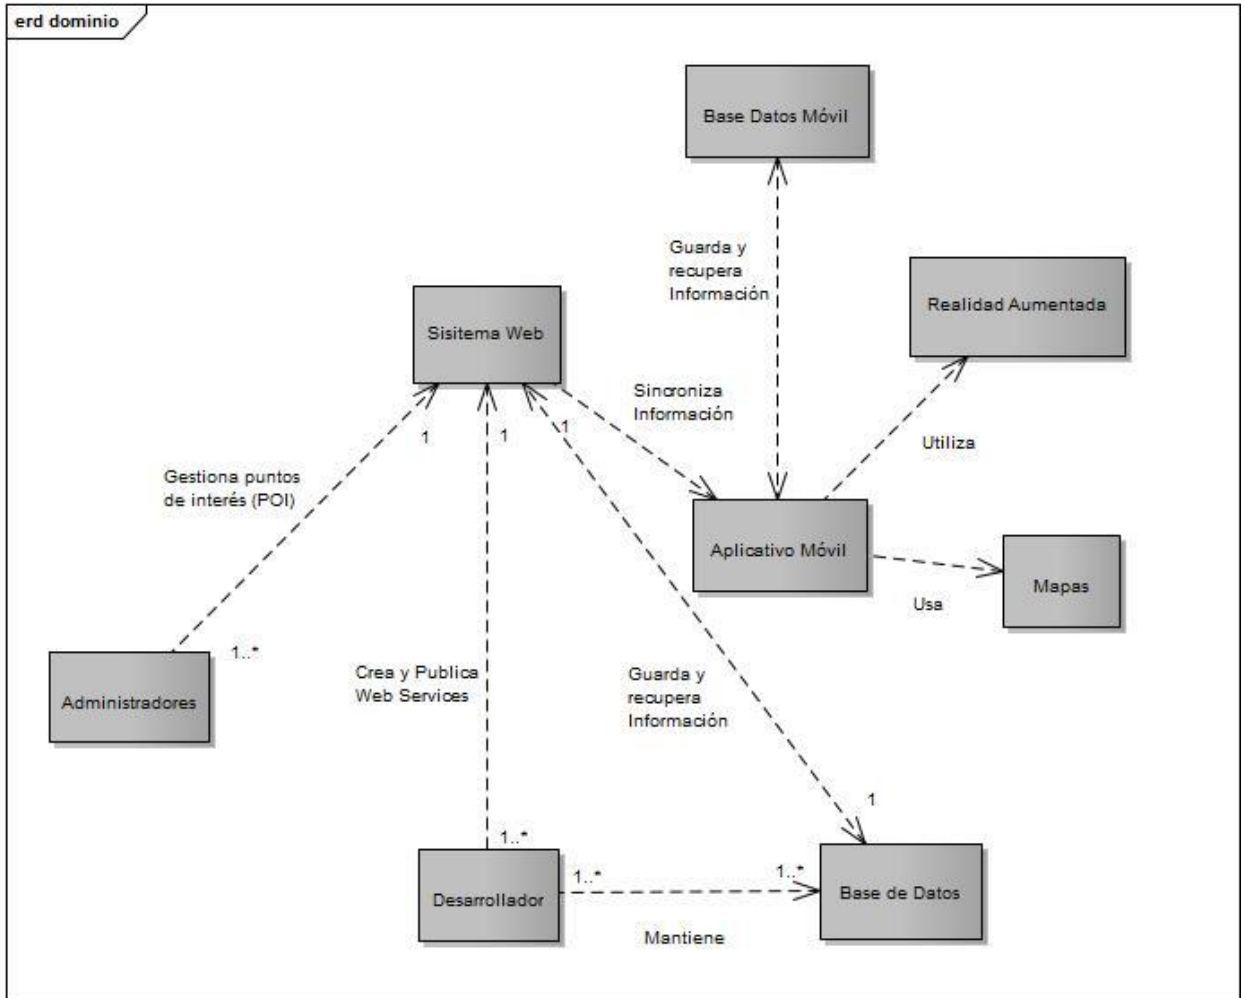 erd dominio
Base Datos Móvil
Guarda y
recupera
Información
Realidad Aumentada
Sisitema Web
Sincroniza
Información
1
1
1
Utiliza
Gestiona puntos
de interés (POI)
Aplicativo Móvil
Mapas
Usa
1..*
Administradores
Crea y Publica
Web Services
Guarda y
recupera
Información
1
1..*
1..*
1..*
Desarrollador
Base de Datos
Mantiene